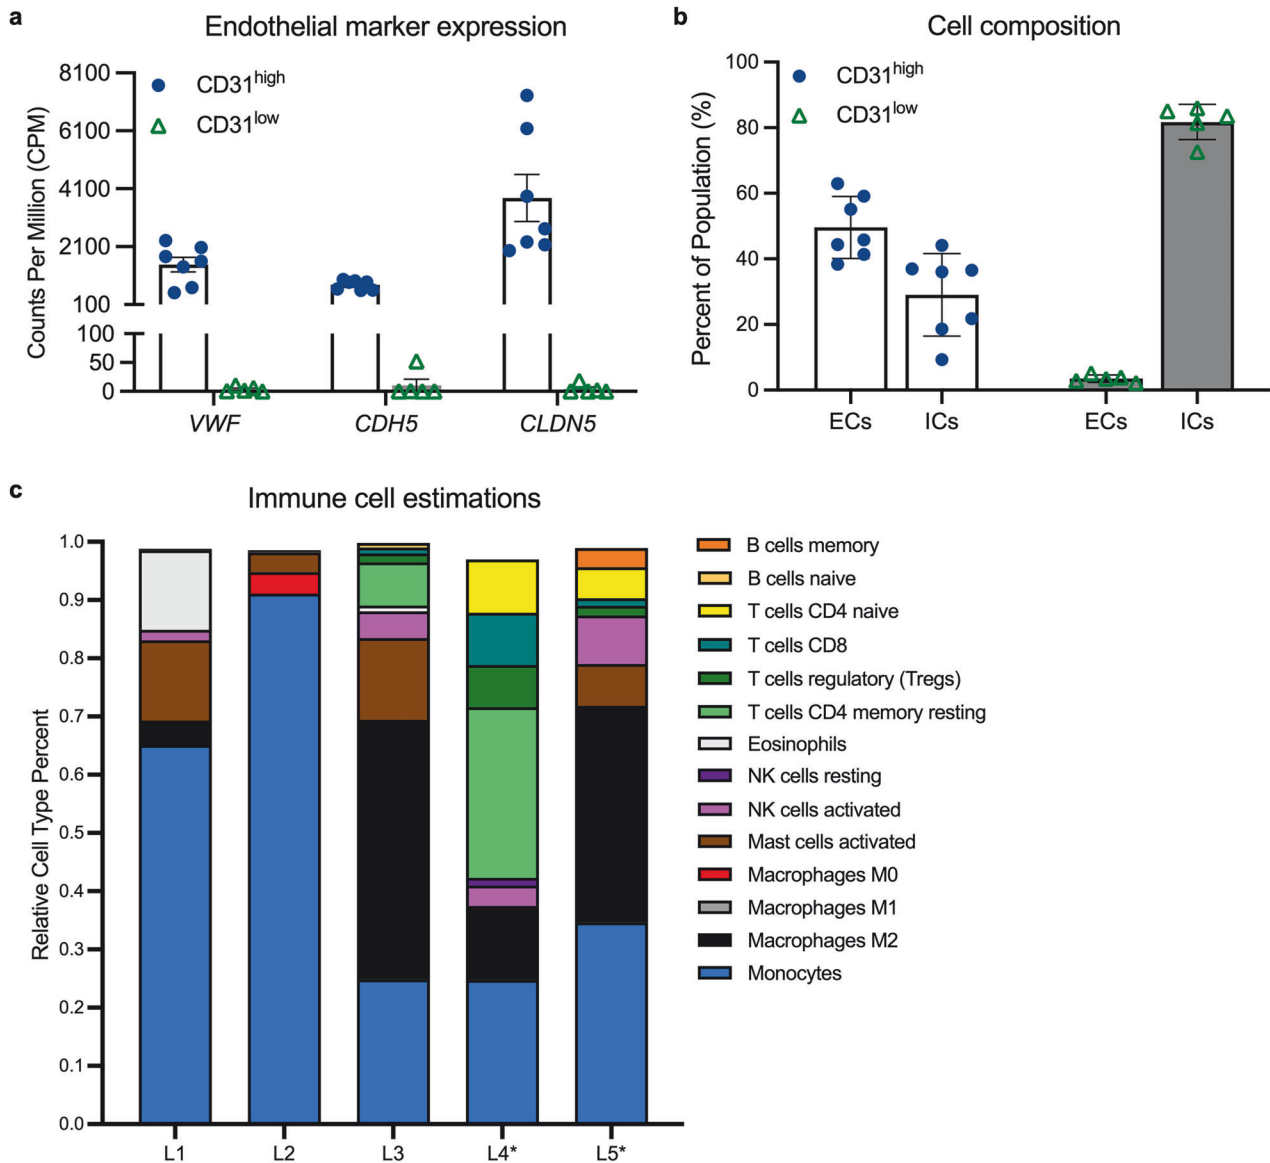 a
Endothelial marker expression
Counts Per Million (CPM)
8100
6100
4100
2100
100
100
50
0
CD31high
CD31low
VWF
CDH5
CLDN5
b
Cell composition
Percent of Population (%)
100
80
60
40
20
0
CD31high
CD31low
ECs
ICs
ECs
ICs
c
Immune cell estimations
Relative Cell Type Percent
1.0
0.9
0.8
0.7
0.6
0.5
0.4
0.3
0.2
0.1
0.0
L1
L2
L3
L4*
L5*
B cells memory
B cells naive
T cells CD4 naive
T cells CD8
T cells regulatory (Tregs)
T cells CD4 memory resting
Eosinophils
NK cells resting
NK cells activated
Mast cells activated
Macrophages M0
Macrophages M1
Macrophages M2
Monocytes